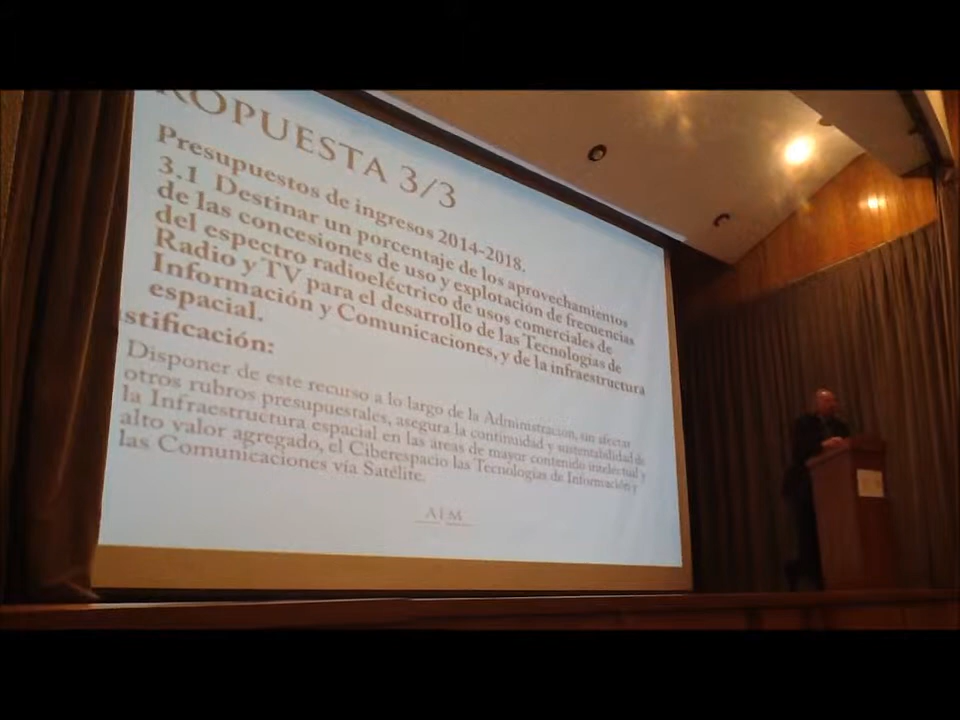 ROPUESTA 3/3
Presupuestos de ingresos 2014-2018.
3.1 Destinar un porcentaje de los aprovechamientos
de las concesiones de uso y explotación de frecuencias
del espectro radioeléctrico de usos comerciales de
Radio y TV para el desarrollo de las Tecnologías de
Información y Comunicaciones, y de la infraestructura
espacial.
stificación:
Disponer de este recurso a lo largo de la Administración, sin afectar
otros rubros presupuestales, asegura la continuidad y sustentabilidad de
la Infraestructura espacial en las áreas de mayor contenido intelectual y
alto valor agregado, el Ciberespacio las Tecnologías de Información y
las Comunicaciones vía Satélite.
AEM